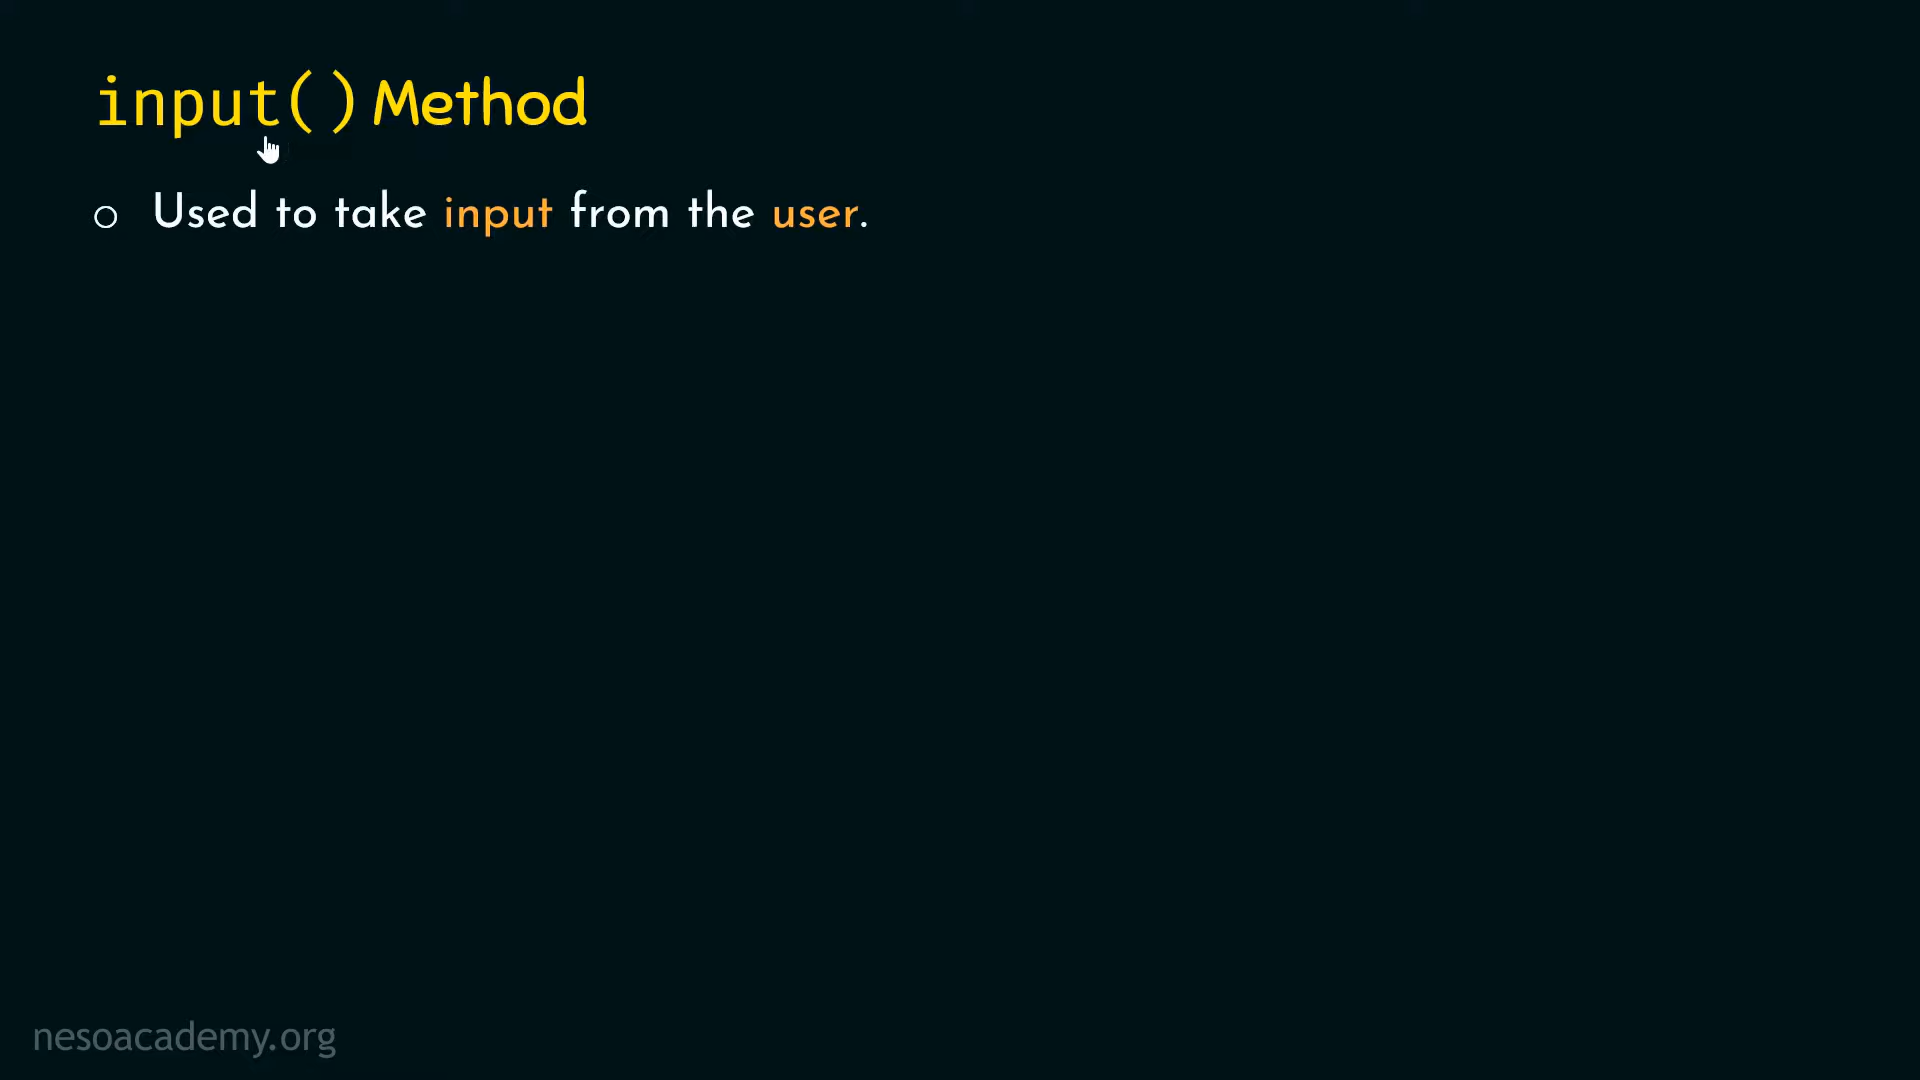 input() Method
Used to take input from the user.
nesoacademy.org